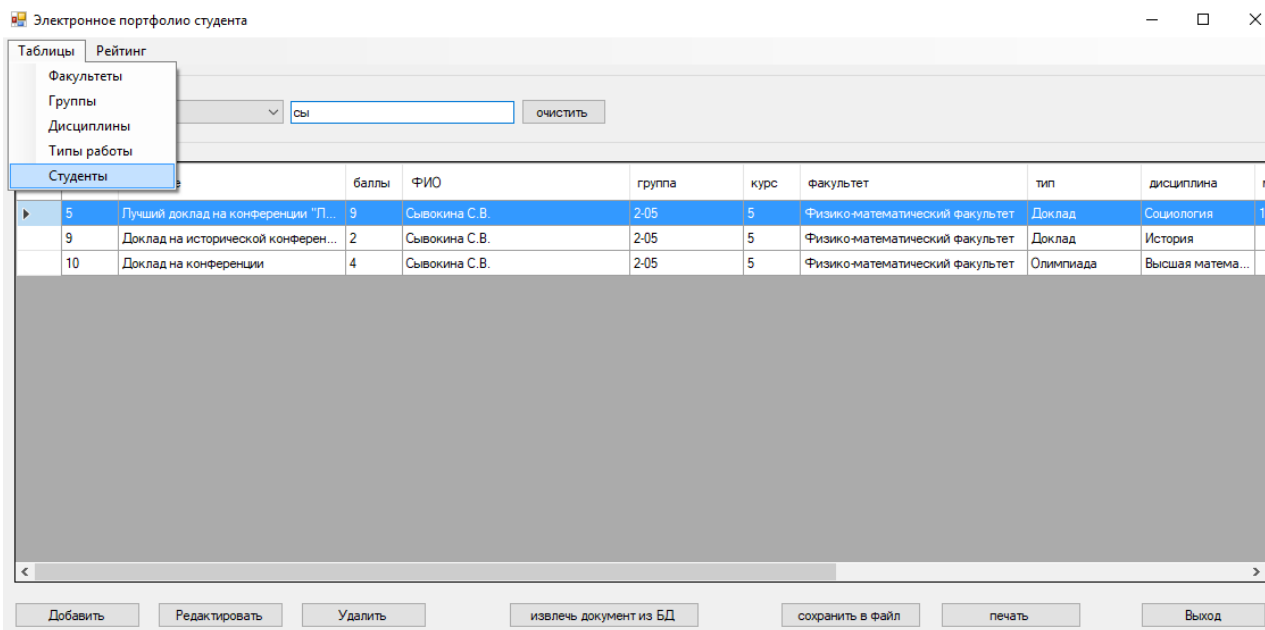 Электронное портфолио студента
Таблицы Рейтинг
Факультеты
Группы
Дисциплины
Типы работы
Студенты
сы очистить
баллы ФИО группа курс факультет тип дисциплина
5 Лучший доклад на конференции "П... 9 Сывокина С.В. 2-05 5 Физико-математический факультет Доклад Социология 1
9 Доклад на исторической конферен... 2 Сывокина С.В. 2-05 5 Физико-математический факультет Доклад История
10 Доклад на конференции 4 Сывокина С.В. 2-05 5 Физико-математический факультет Олимпиада Высшая матема...
Добавить Редактировать Удалить извлечь документ из БД сохранить в файл печать Выход